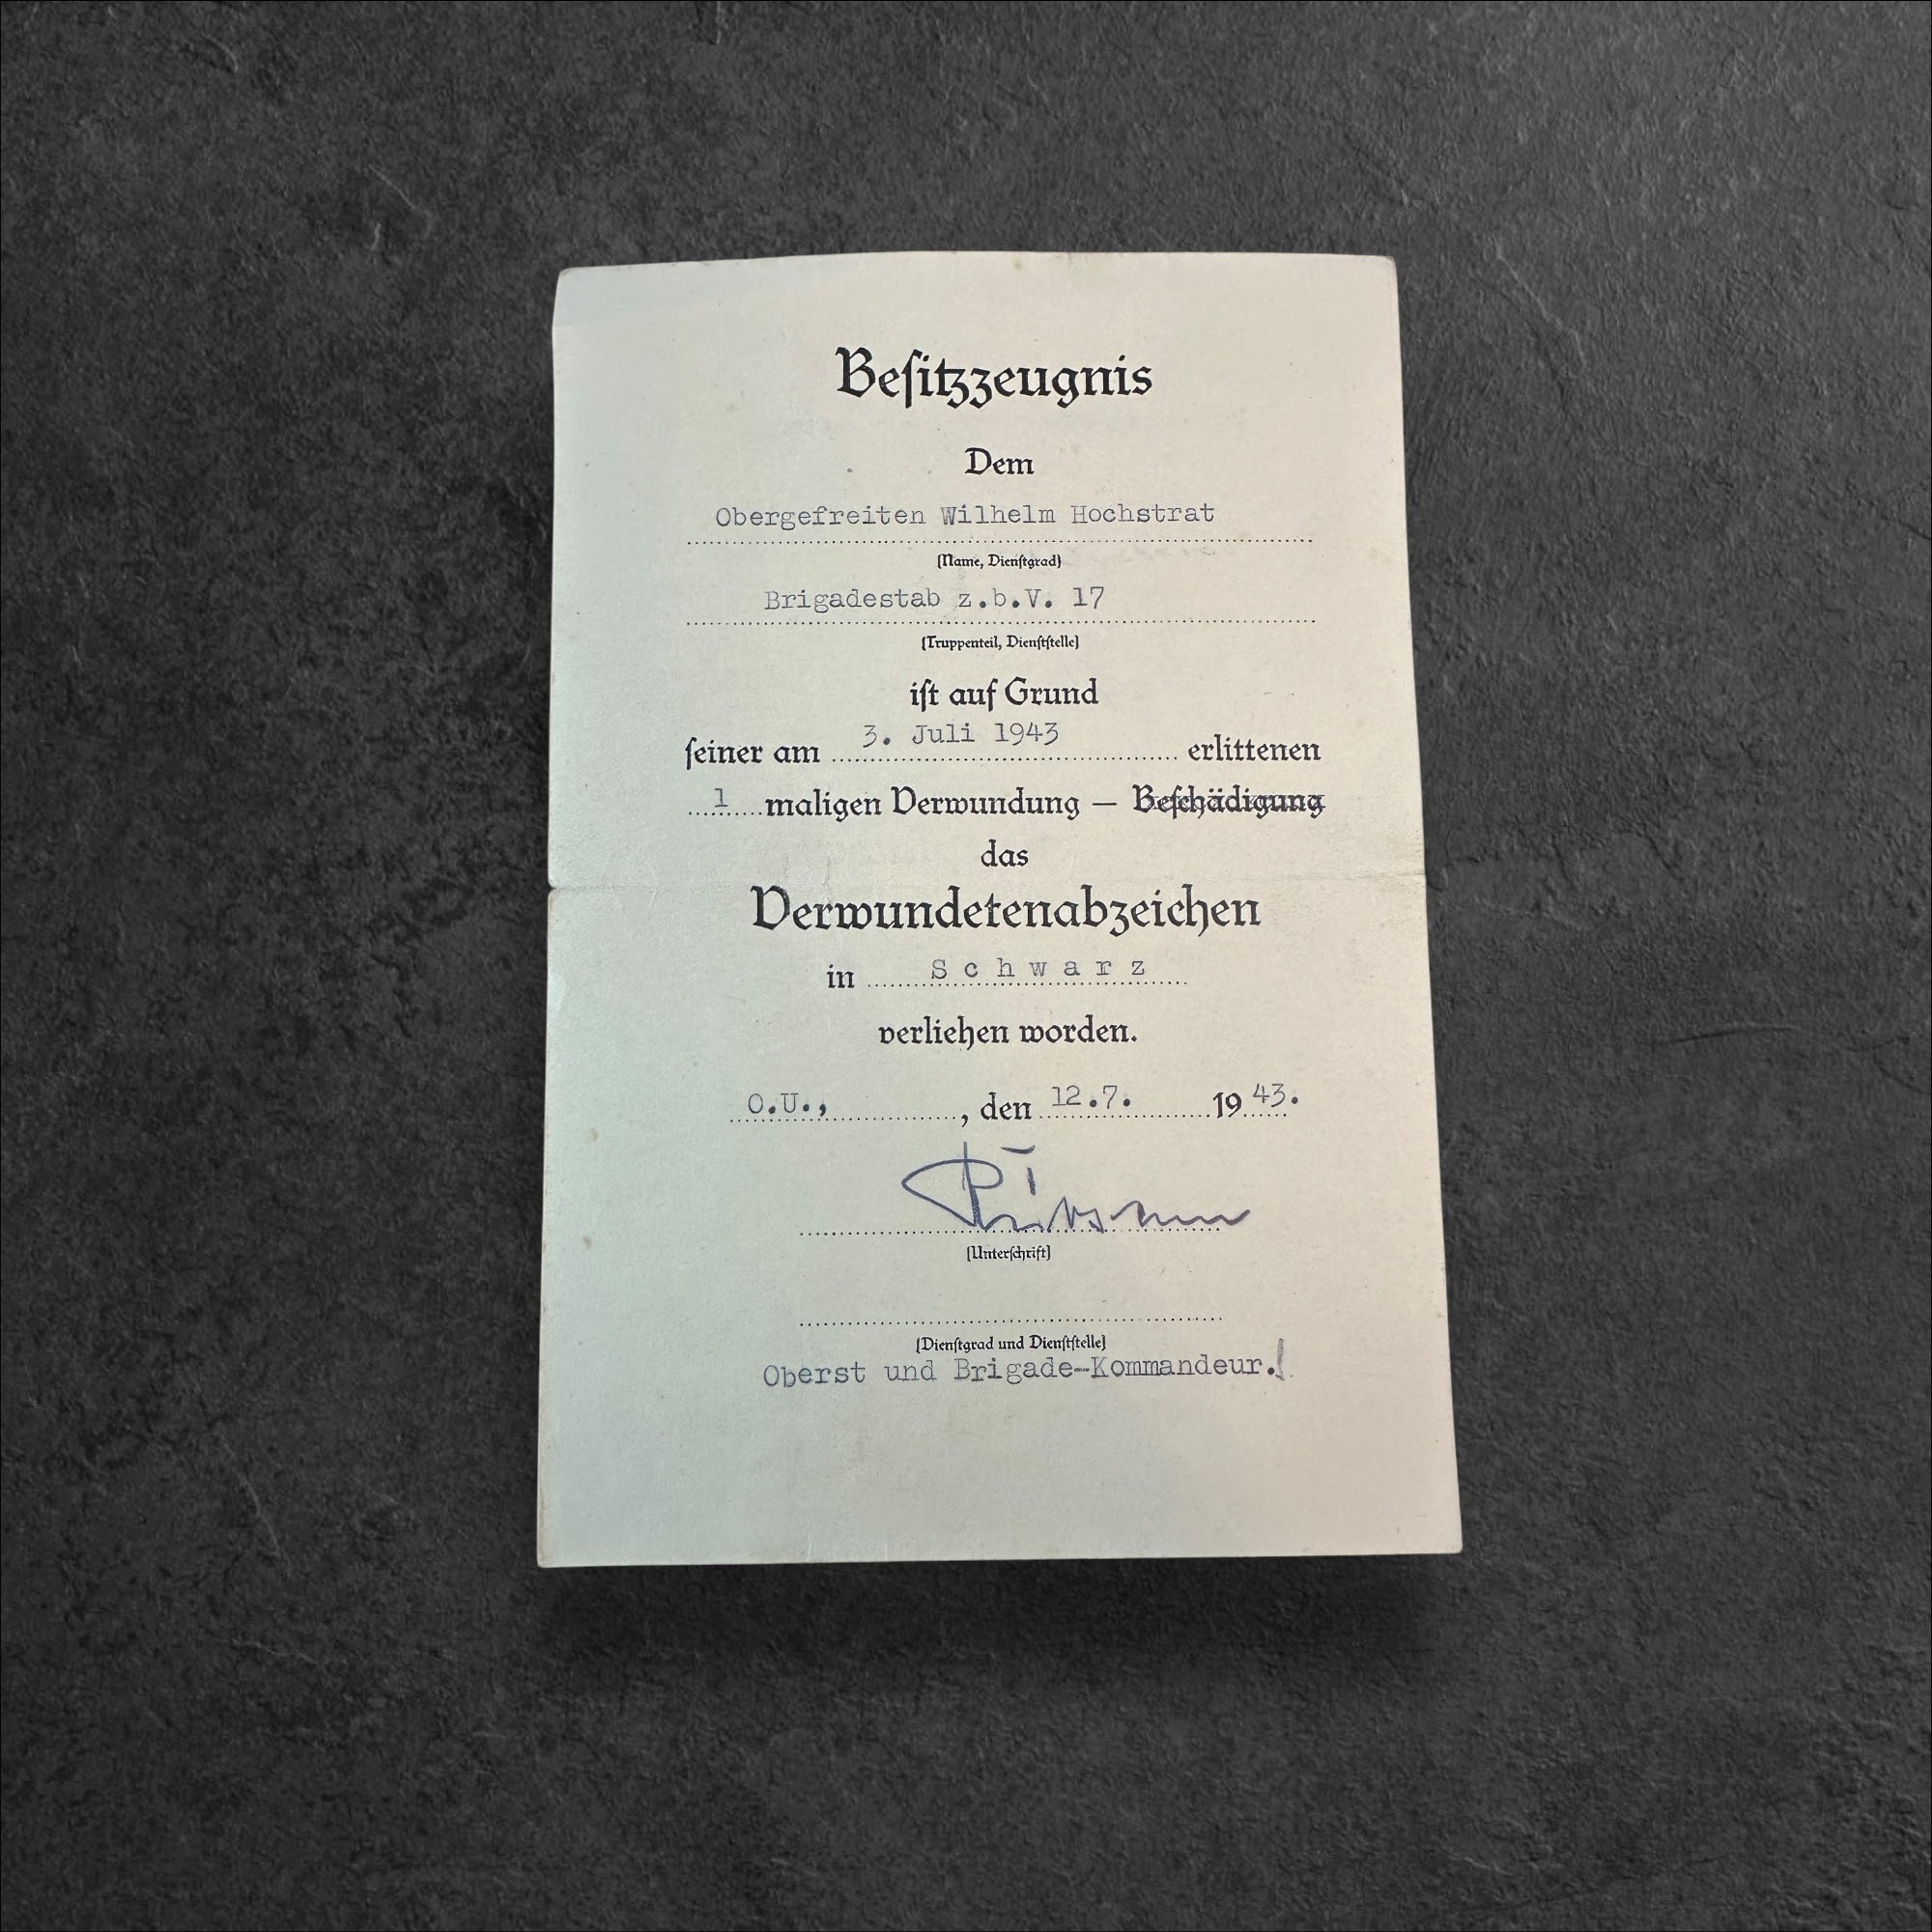 Beſitzzeugnis
Dem
Obergefreiten Wilhelm Hochstrat
(Name, Dienſtgrad)
Brigadestab z.b.V. 17
(Truppenteil, Dienſtſtelle)
iſt auf Grund
ſeiner am 3. Juli 1943 erlittenen
1 maligen Verwundung – Beſchädigung
das
Verwundetenabzeichen
in Schwarz
verliehen worden.
O.U., , den 12.7. 1943.
(Unterſchrift)
(Dienſtgrad und Dienſtſtelle)
Oberst und Brigade-Kommandeur.